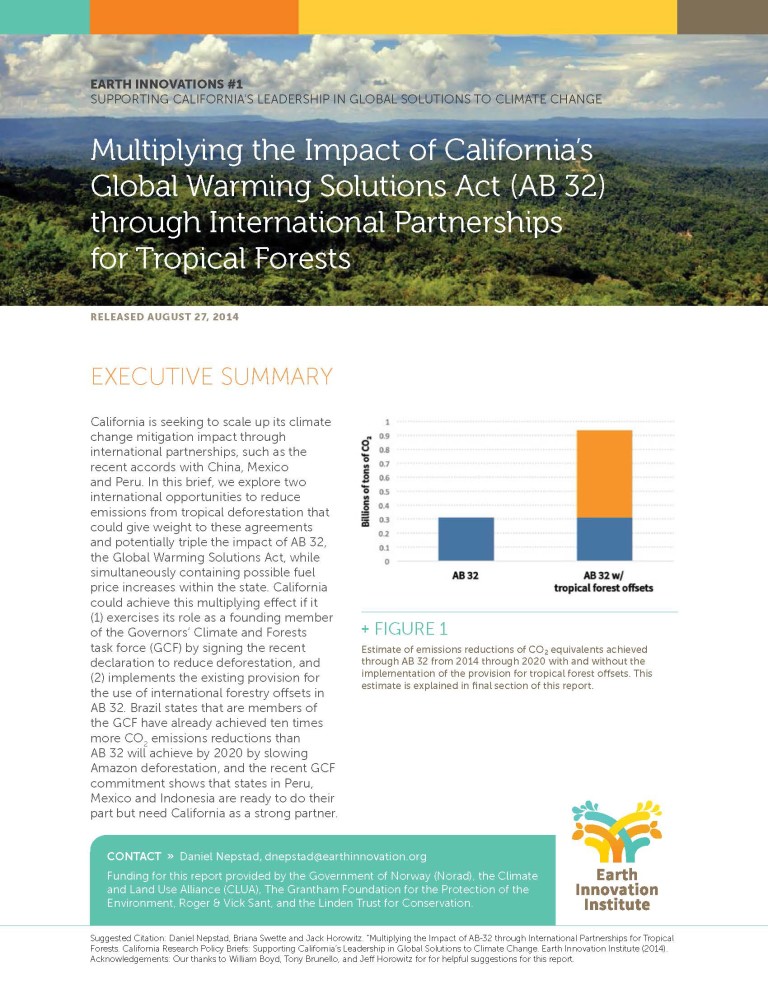 EARTH INNOVATIONS #1
SUPPORTING CALIFORNIA'S LEADERSHIP IN GLOBAL SOLUTIONS TO CLIMATE CHANGE
Multiplying the Impact of California's
Global Warming Solutions Act (AB 32)
through International Partnerships
for Tropical Forests
RELEASED AUGUST 27, 2014
EXECUTIVE SUMMARY
California is seeking to scale up its climate
change mitigation impact through
international partnerships, such as the
recent accords with China, Mexico
and Peru. In this brief, we explore two
international opportunities to reduce
emissions from tropical deforestation that
could give weight to these agreements
and potentially triple the impact of AB 32,
the Global Warming Solutions Act, while
simultaneously containing possible fuel
price increases within the state. California
could achieve this multiplying effect if it
(1) exercises its role as a founding member
of the Governors' Climate and Forests
task force (GCF) by signing the recent
declaration to reduce deforestation, and
(2) implements the existing provision for
the use of international forestry offsets in
AB 32. Brazil states that are members of
the GCF have already achieved ten times
more CO₂ emissions reductions than
AB 32 will achieve by 2020 by slowing
Amazon deforestation, and the recent GCF
commitment shows that states in Peru,
Mexico and Indonesia are ready to do their
part but need California as a strong partner.
Billions of tons of CO₂
1
0.9
0.8
0.7
0.6
0.5
0.4
0.3
0.2
0.1
0
AB 32
AB 32 w/
tropical forest offsets
+ FIGURE 1
Estimate of emissions reductions of CO₂ equivalents achieved
through AB 32 from 2014 through 2020 with and without the
implementation of the provision for tropical forest offsets. This
estimate is explained in final section of this report.
CONTACT » Daniel Nepstad, dnepstad@earthinnovation.org
Funding for this report provided by the Government of Norway (Norad), the Climate
and Land Use Alliance (CLUA), The Grantham Foundation for the Protection of the
Environment, Roger & Vick Sant, and the Linden Trust for Conservation.
Earth
Innovation
Institute
Suggested Citation: Daniel Nepstad, Briana Swette and Jack Horowitz. "Multiplying the Impact of AB-32 through International Partnerships for Tropical
Forests. California Research Policy Briefs: Supporting California's Leadership in Global Solutions to Climate Change. Earth Innovation Institute (2014).
Acknowledgements: Our thanks to William Boyd, Tony Brunello, and Jeff Horowitz for for helpful suggestions for this report.